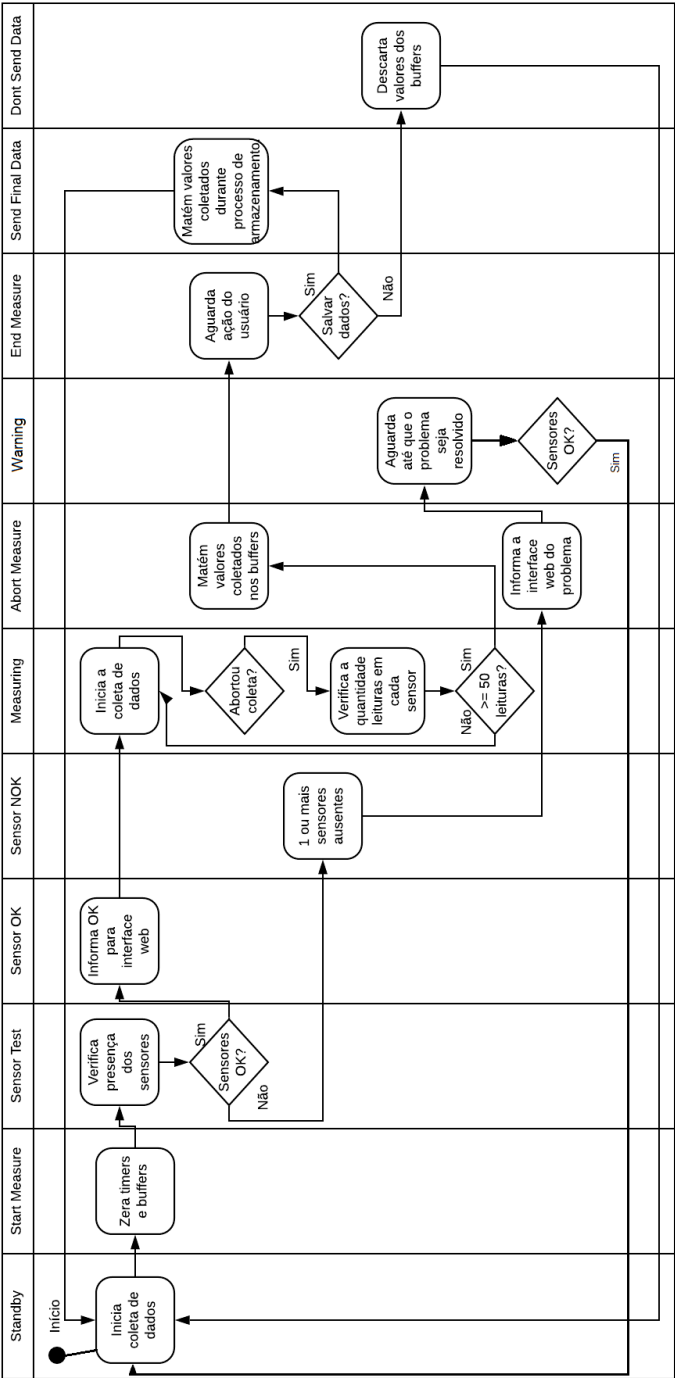 Standby
Início
Inicia
coleta de
dados
Start Measure
Zera timers
e buffers
Sensor Test
Verifica
presença
dos
sensores
Sensores
OK?
Sim
Não
Sensor OK
Informa OK
para
interface
web
Sensor NOK
1 ou mais
sensores
ausentes
Measuring
Inicia a
coleta de
dados
Abortou
coleta?
Sim
Verifica a
quantidade
leituras em
cada
sensor
>= 50
leituras?
Sim
Não
Abort Measure
Matém
valores
coletados
nos buffers
Informa a
interface
web do
problema
Warning
Aguarda
até que o
problema
seja
resolvido
Sensores
OK?
Sim
End Measure
Aguarda
ação do
usuário
Salvar
dados?
Sim
Não
Send Final Data
Matém valores
coletados
durante
processo de
armazenamento
Dont Send Data
Descarta
valores dos
buffers